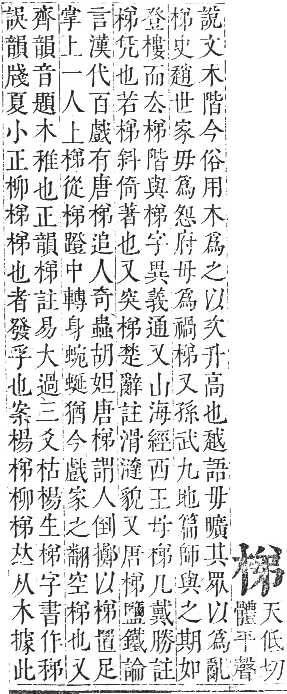 梯
天低切
體平聲
說文木階今俗用木爲之以次升高也越語毋曠其眾以爲亂
梯史趙世家毋爲怨府毋爲禍梯又孫武九地篇帥與之期如
登樓而去梯階與梯字異義通又山海經西王母梯几戴勝註
梯凭也若梯斜倚著也又突梯楚辭註滑澾貌又唐梯鹽鐵論
言漢代百戲有唐梯追人奇蟲胡妲唐梯謂人倒擲以梯置足
掌上一人上梯從梯蹬中轉身蜿蜒猶今戲家之翻空梯也又
齊韻音題木稚也正韻梯註易大過三爻枯楊生梯字書作稊
誤韻牋夏小正柳梯梯也者發孚也案楊梯柳梯𠀤从木據此